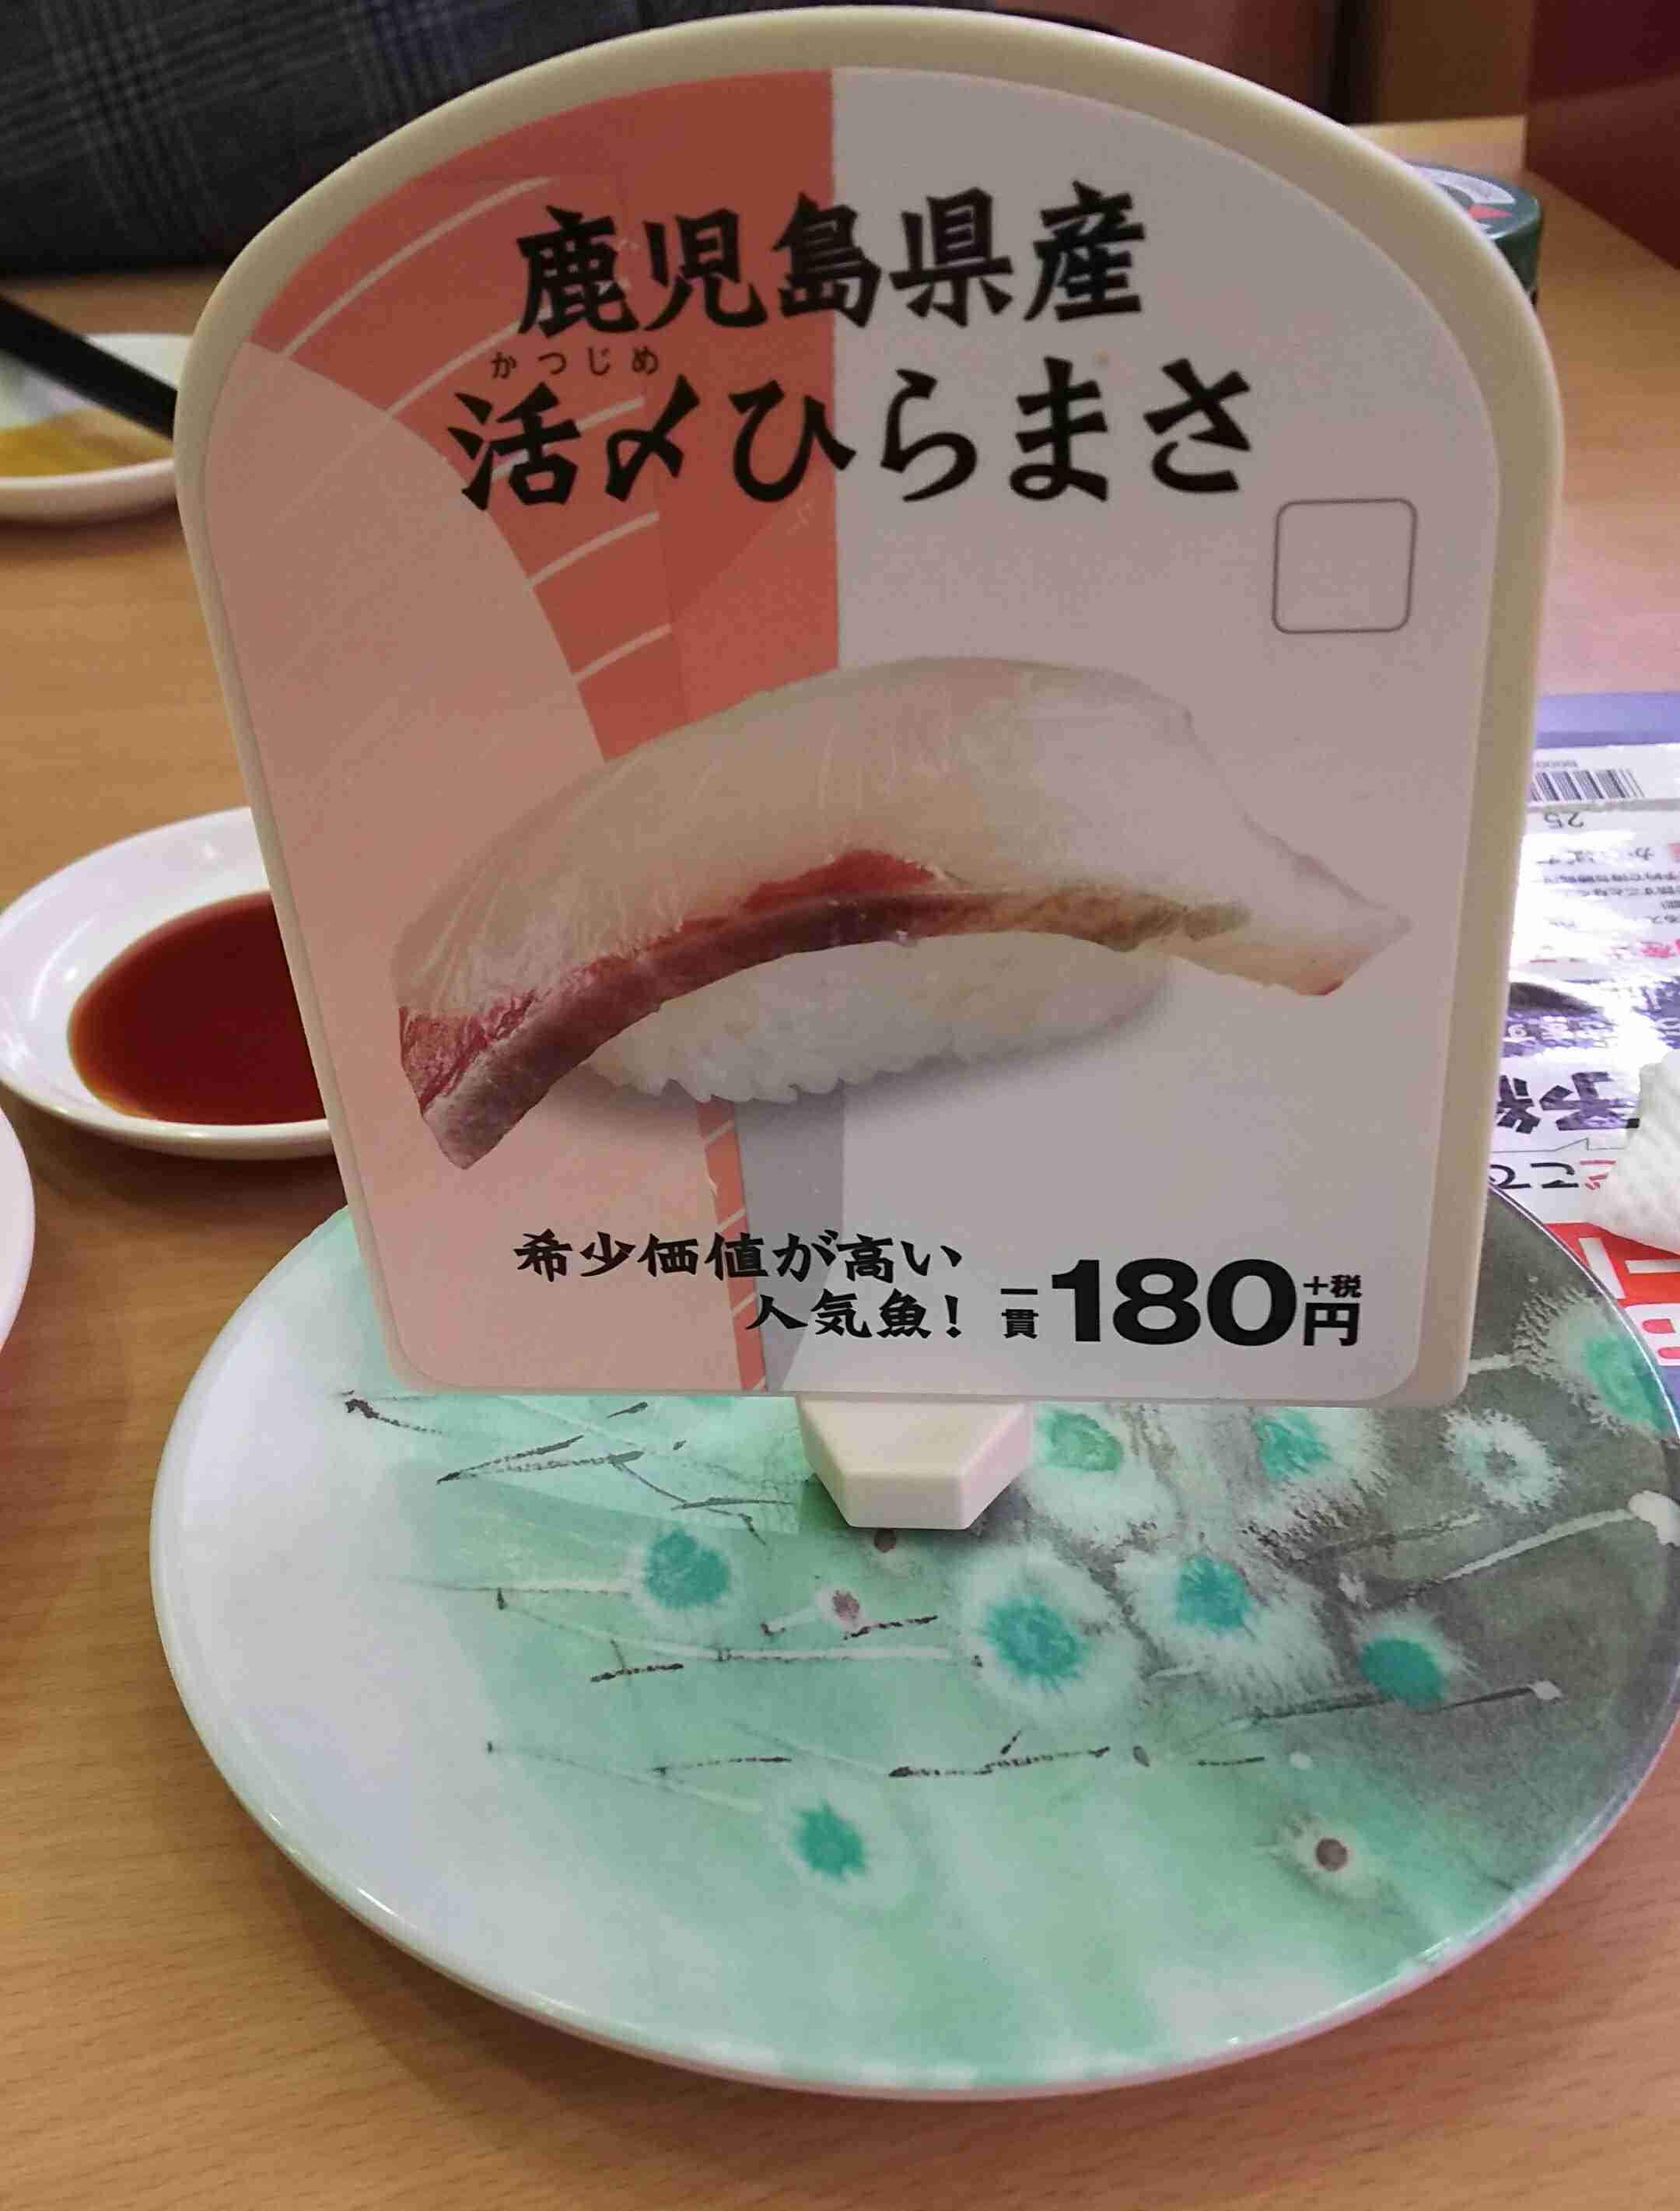 鹿児島県産
かつじめ
活〆ひらまさ
希少価値が高い
人気魚！
一貫180円+税
25